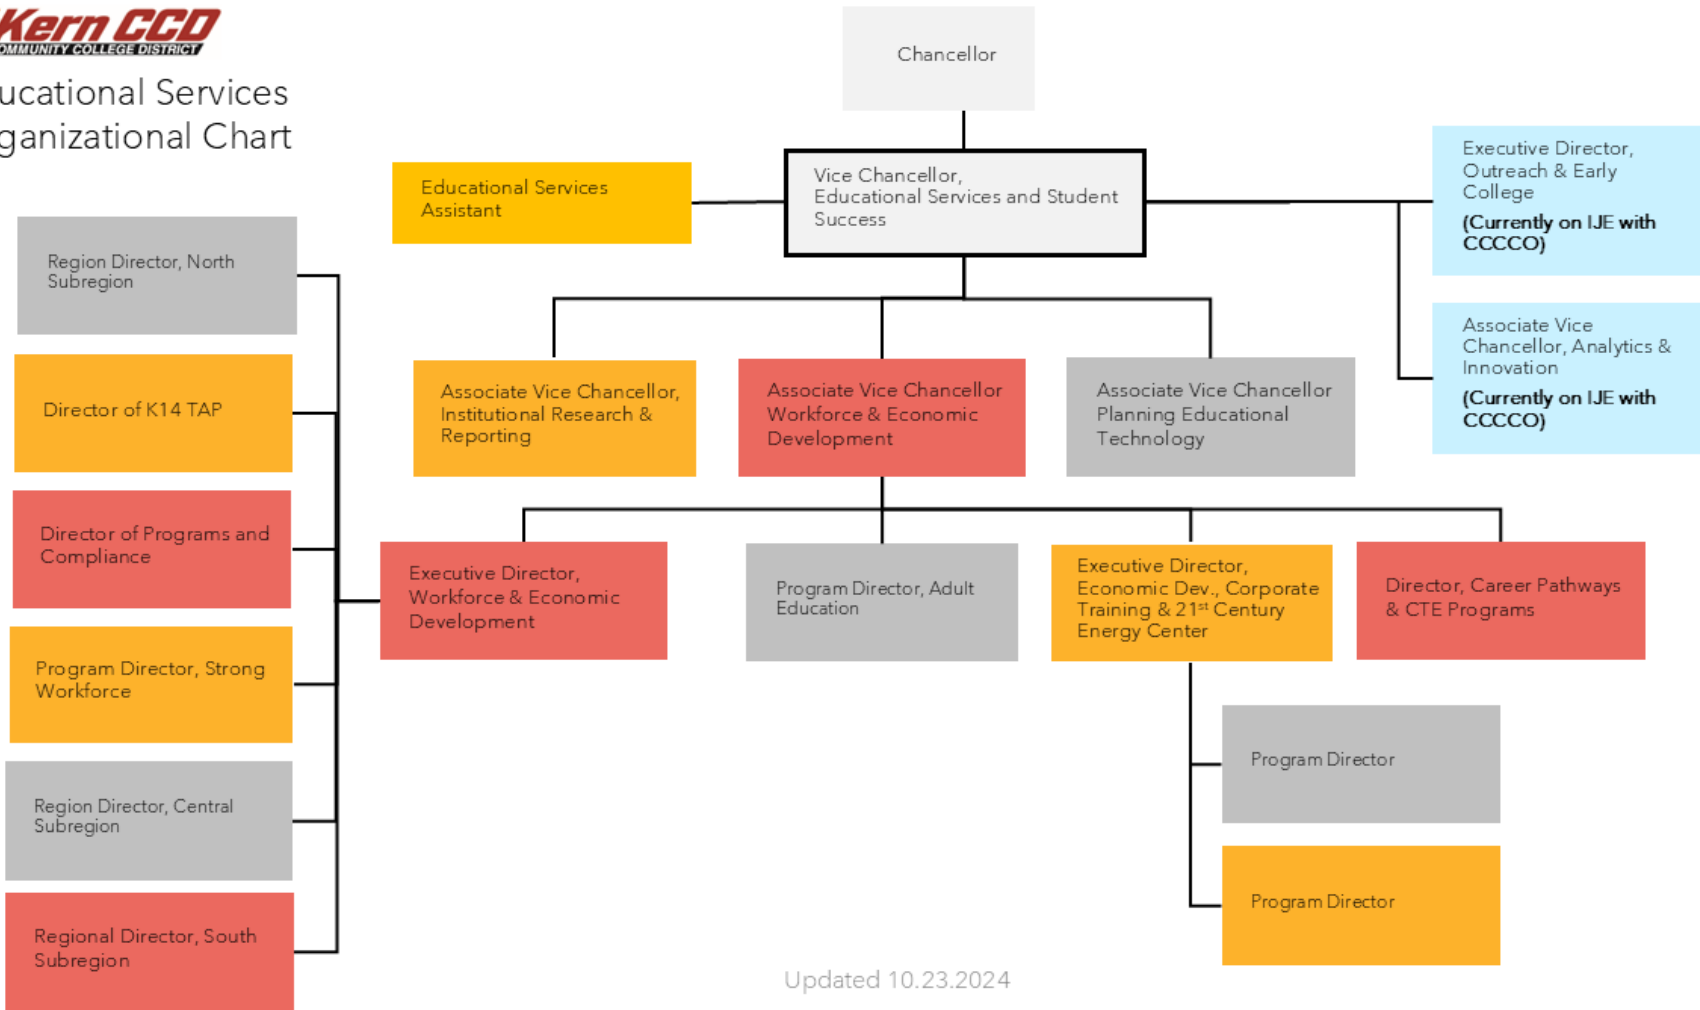 Kern CCD
OMMUNITY COLLEGE DISTRICT
ucational Services
ganizational Chart
Chancellor
Vice Chancellor,
Educational Services and Student
Success
Educational Services
Assistant
Executive Director,
Outreach & Early
College
(Currently on IJE with
CCCCO)
Associate Vice
Chancellor, Analytics &
Innovation
(Currently on IJE with
CCCCO)
Associate Vice Chancellor,
Institutional Research &
Reporting
Associate Vice Chancellor
Workforce & Economic
Development
Associate Vice Chancellor
Planning Educational
Technology
Region Director, North
Subregion
Director of K14 TAP
Director of Programs and
Compliance
Program Director, Strong
Workforce
Region Director, Central
Subregion
Regional Director, South
Subregion
Executive Director,
Workforce & Economic
Development
Program Director, Adult
Education
Executive Director,
Economic Dev., Corporate
Training & 21st Century
Energy Center
Director, Career Pathways
& CTE Programs
Program Director
Program Director
Updated 10.23.2024